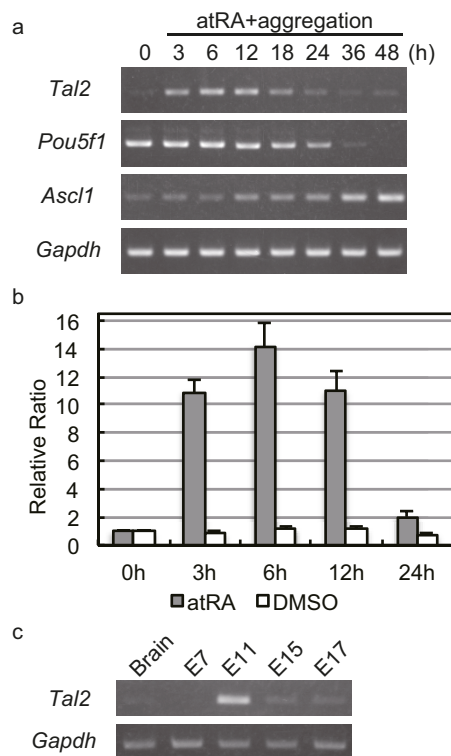 a
atRA+aggregation
0 3 6 12 18 24 36 48 (h)
Tal2
Pou5f1
Ascl1
Gapdh
b
Relative Ratio
16
14
12
10
8
6
4
2
0
0h 3h 6h 12h 24h
atRA DMSO
c
Brain E7 E11 E15 E17
Tal2
Gapdh